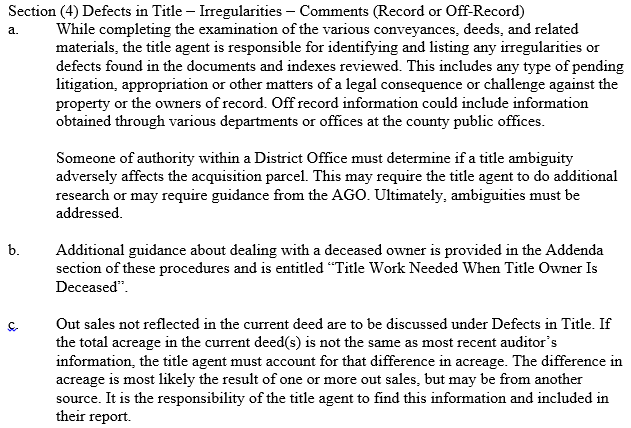 Section (4) Defects in Title – Irregularities – Comments (Record or Off-Record)
a. While completing the examination of the various conveyances, deeds, and related
materials, the title agent is responsible for identifying and listing any irregularities or
defects found in the documents and indexes reviewed. This includes any type of pending
litigation, appropriation or other matters of a legal consequence or challenge against the
property or the owners of record. Off record information could include information
obtained through various departments or offices at the county public offices.
Someone of authority within a District Office must determine if a title ambiguity
adversely affects the acquisition parcel. This may require the title agent to do additional
research or may require guidance from the AGO. Ultimately, ambiguities must be
addressed.
b. Additional guidance about dealing with a deceased owner is provided in the Addenda
section of these procedures and is entitled “Title Work Needed When Title Owner Is
Deceased”.
c. Out sales not reflected in the current deed are to be discussed under Defects in Title. If
the total acreage in the current deed(s) is not the same as most recent auditor’s
information, the title agent must account for that difference in acreage. The difference in
acreage is most likely the result of one or more out sales, but may be from another
source. It is the responsibility of the title agent to find this information and included in
their report.